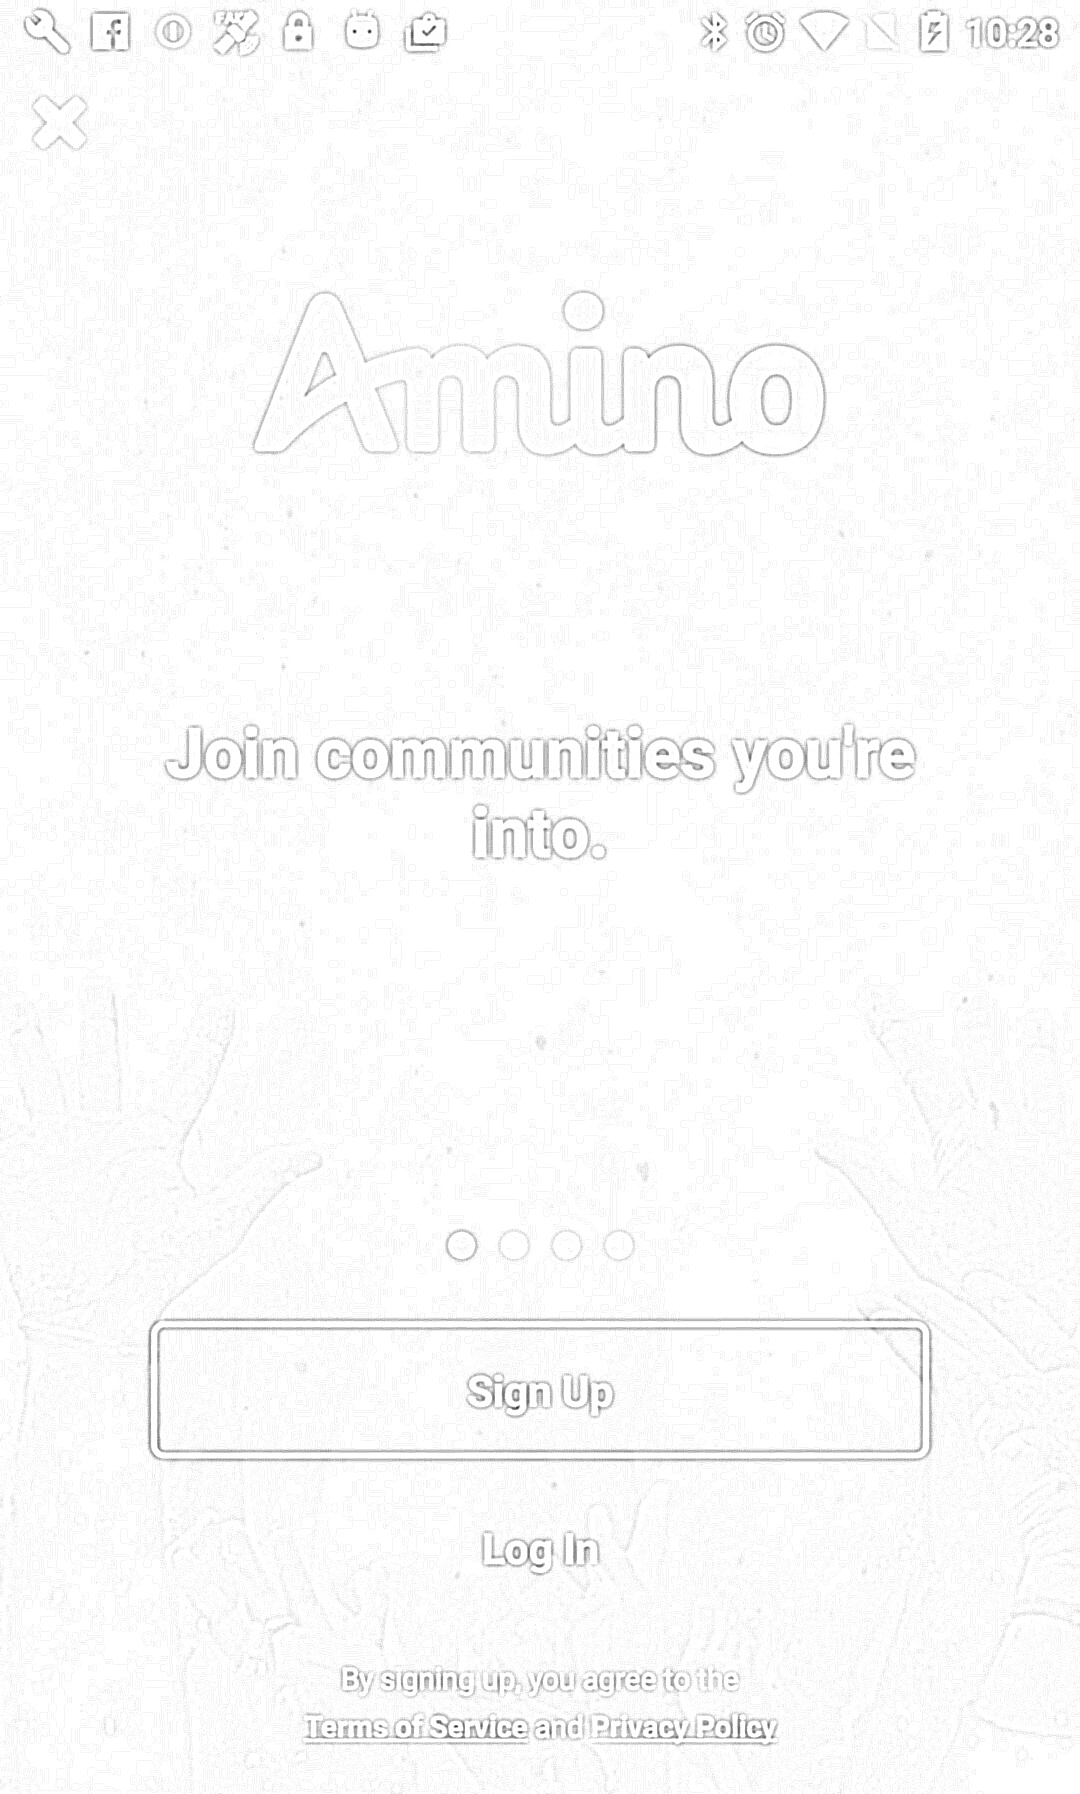 10:28
Amino
Join communities you're
into.
Sign Up
Log In
By signing up, you agree to the
Terms of Service and Privacy Policy